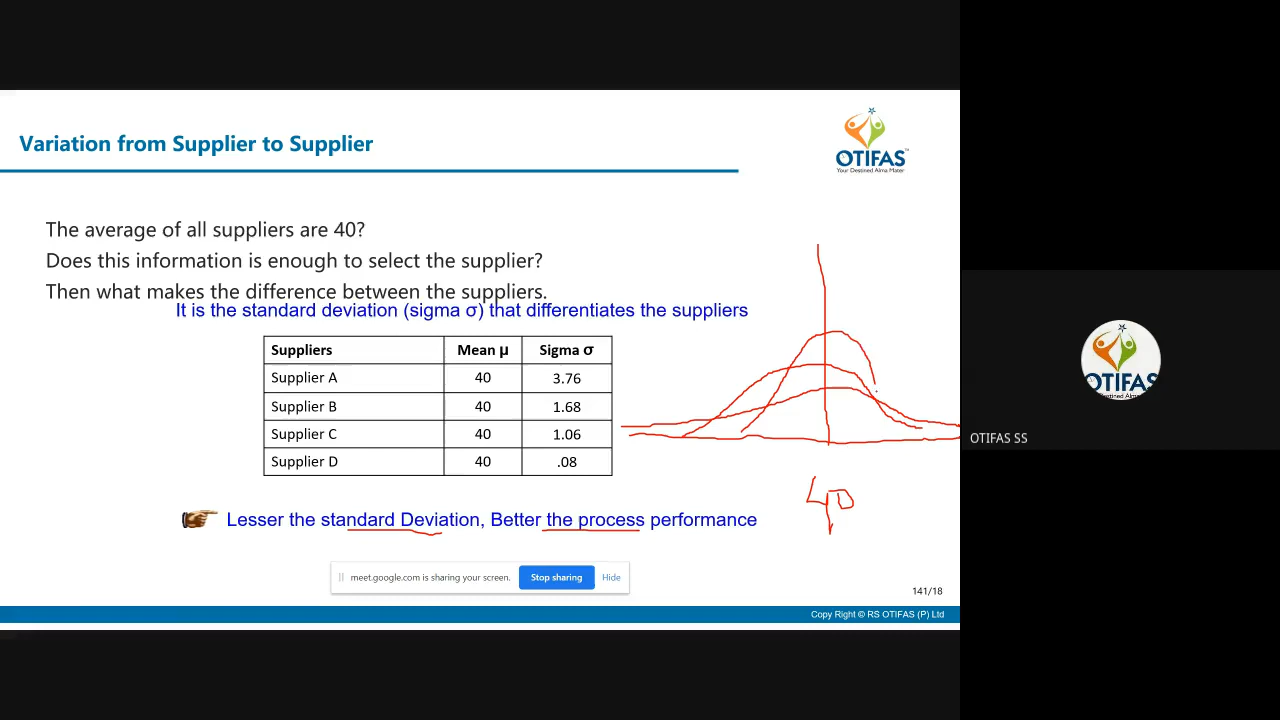 Variation from Supplier to Supplier
OTIFAS™
Your Destined Alma Mater
The average of all suppliers are 40?
Does this information is enough to select the supplier?
Then what makes the difference between the suppliers.
It is the standard deviation (sigma σ) that differentiates the suppliers
Suppliers Mean μ Sigma σ
Supplier A 40 3.76
Supplier B 40 1.68
Supplier C 40 1.06
Supplier D 40 .08
40
Lesser the standard Deviation, Better the process performance
meet.google.com is sharing your screen. Stop sharing Hide
141/18
Copy Right © RS OTIFAS (P) Ltd
OTIFAS
Destined Alma
OTIFAS SS